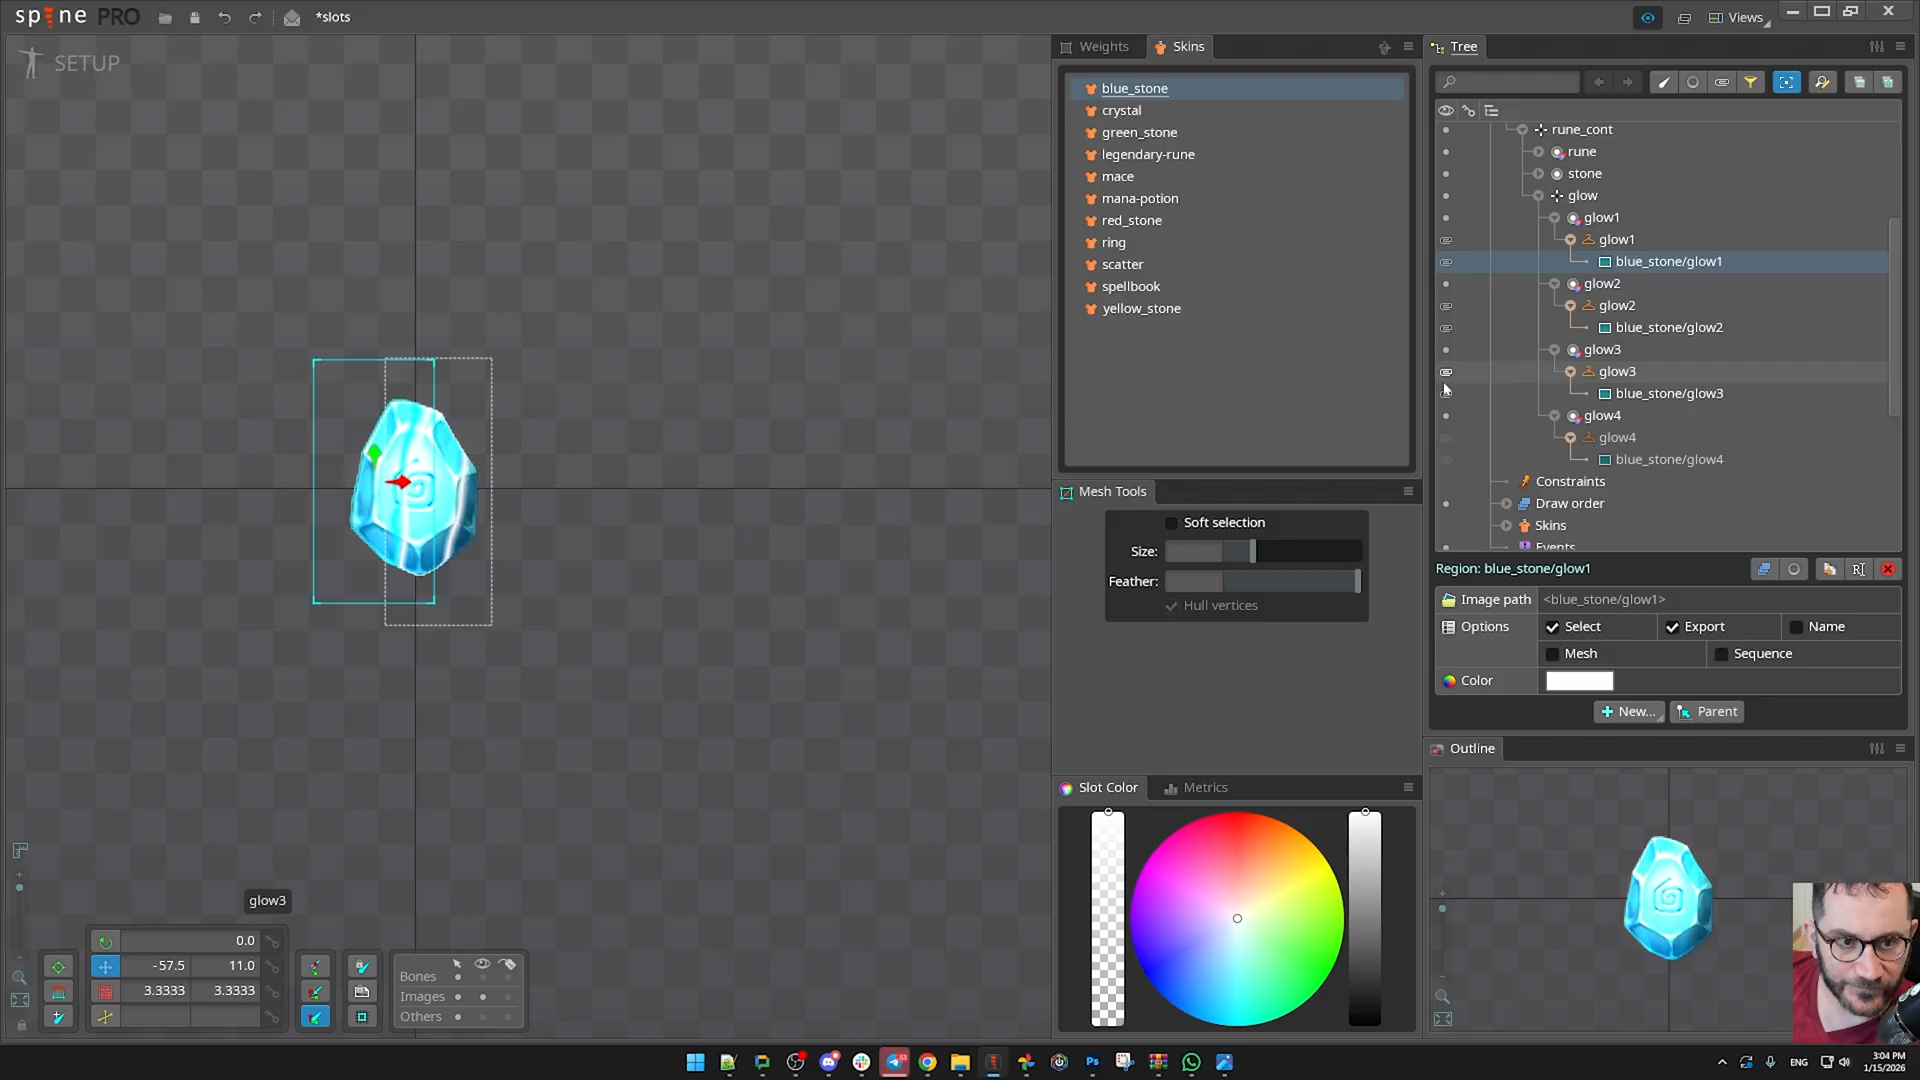 spine PRO
*slots
Views
SETUP
Weights
Skins
blue_stone
crystal
green_stone
legendary-rune
mace
mana-potion
red_stone
ring
scatter
spellbook
yellow_stone
Tree
rune_cont
rune
stone
glow
glow1
glow1
blue_stone/glow1
glow2
glow2
blue_stone/glow2
glow3
glow3
blue_stone/glow3
glow4
glow4
blue_stone/glow4
Constraints
Draw order
Skins
Events
Mesh Tools
Soft selection
Size:
Feather:
Hull vertices
Region: blue_stone/glow1
Image path <blue_stone/glow1>
Options Select Export Name
Mesh Sequence
Color
New... Parent
Slot Color
Metrics
Outline
glow3
0.0
-57.5 11.0
3.3333 3.3333
Bones
Images
Others
ENG
3:04 PM
1/15/2026